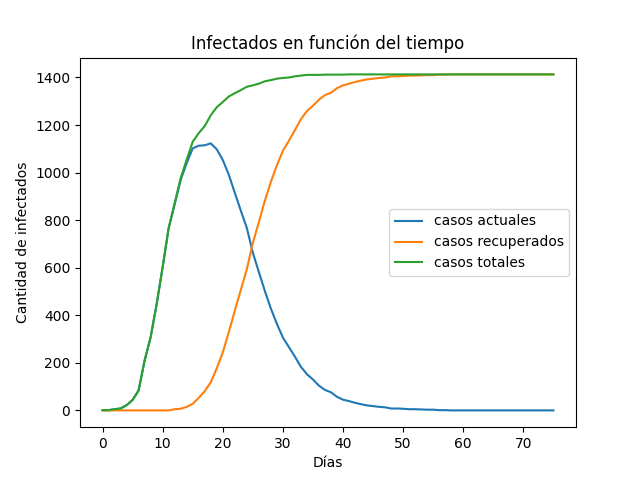 Infectados en función del tiempo
Cantidad de infectados
1400
1200
1000
800
600
400
200
0
casos actuales
casos recuperados
casos totales
0 10 20 30 40 50 60 70
Días